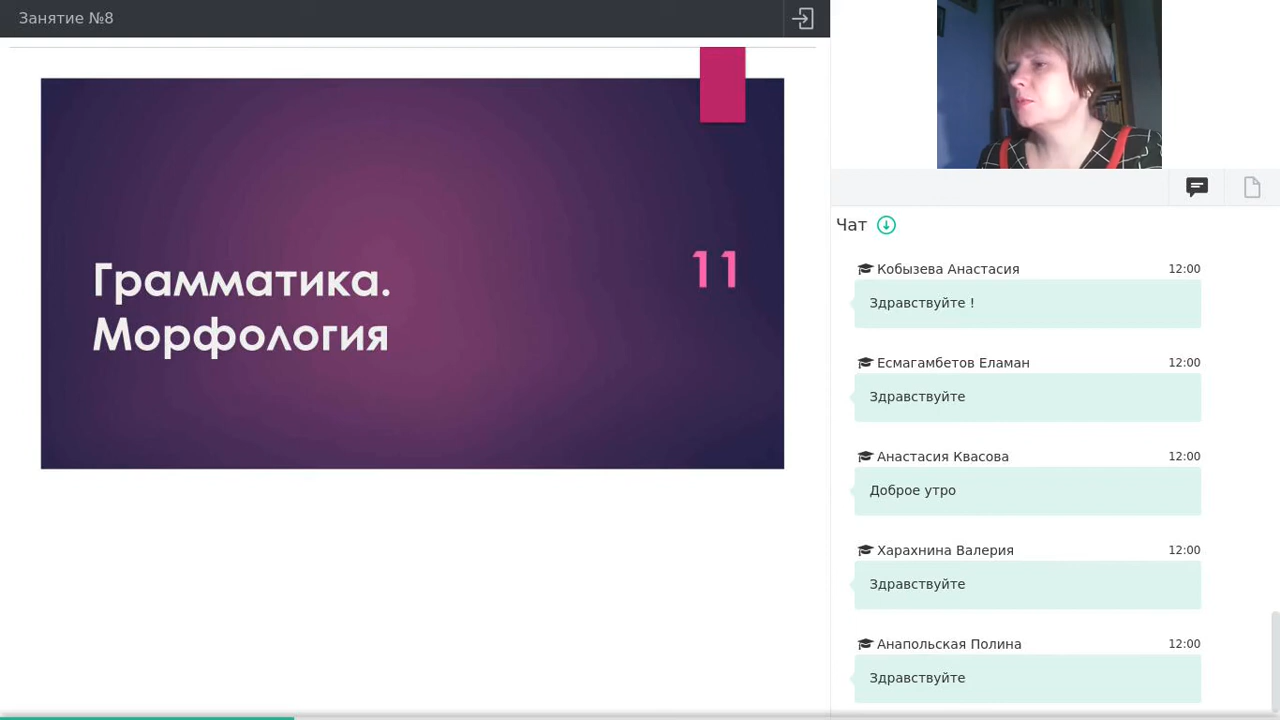 Занятие №8
Грамматика.
Морфология
11
Чат
Кобызева Анастасия 12:00
Здравствуйте !
Есмагамбетов Еламан 12:00
Здравствуйте
Анастасия Квасова 12:00
Доброе утро
Харахнина Валерия 12:00
Здравствуйте
Анапольская Полина 12:00
Здравствуйте